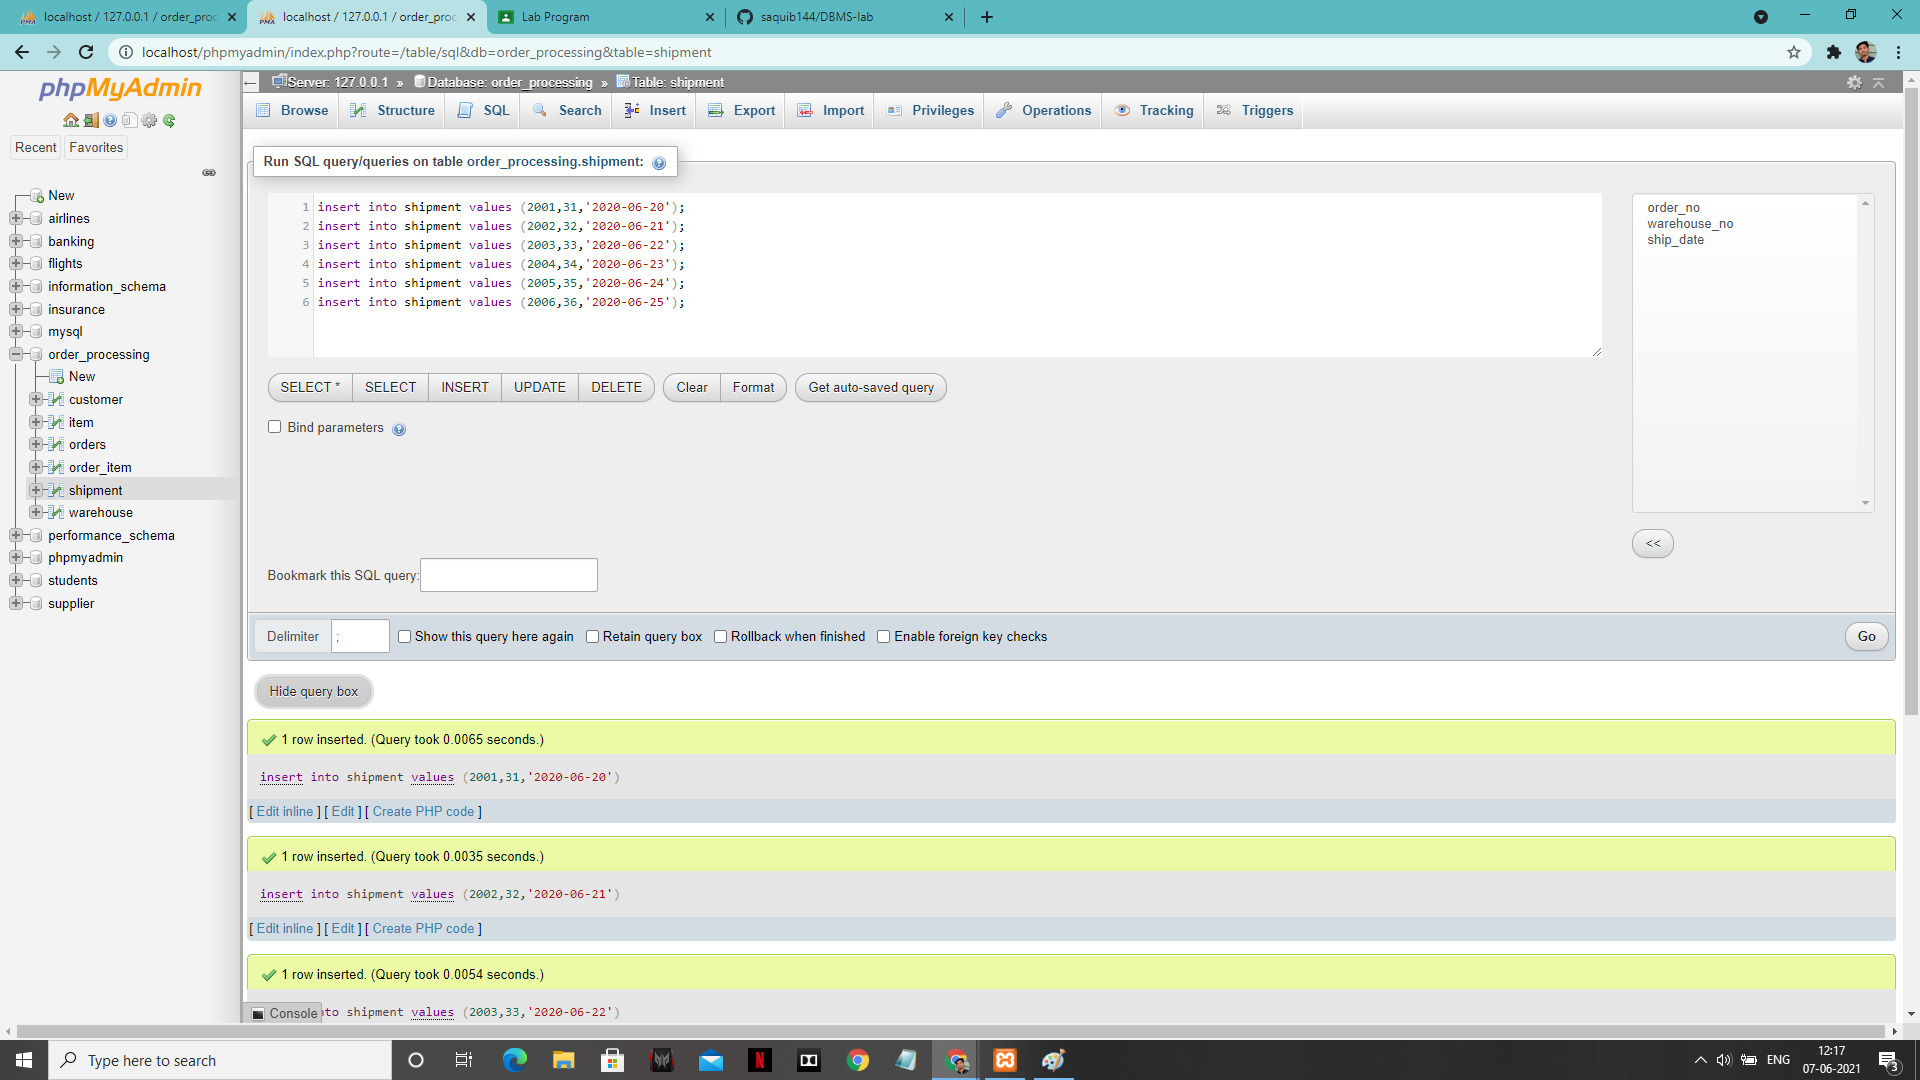 localhost / 127.0.0.1 / order_proc
localhost / 127.0.0.1 / order_proc
Lab Program
saquib144/DBMS-lab
localhost/phpmyadmin/index.php?route=/table/sql&db=order_processing&table=shipment
phpMyAdmin
Recent
Favorites
New
airlines
banking
flights
information_schema
insurance
mysql
order_processing
New
customer
item
orders
order_item
shipment
warehouse
performance_schema
phpmyadmin
students
supplier
Server: 127.0.0.1 » Database: order_processing » Table: shipment
Browse Structure SQL Search Insert Export Import Privileges Operations Tracking Triggers
Run SQL query/queries on table order_processing.shipment:
1 insert into shipment values (2001,31,'2020-06-20');
2 insert into shipment values (2002,32,'2020-06-21');
3 insert into shipment values (2003,33,'2020-06-22');
4 insert into shipment values (2004,34,'2020-06-23');
5 insert into shipment values (2005,35,'2020-06-24');
6 insert into shipment values (2006,36,'2020-06-25');
order_no
warehouse_no
ship_date
SELECT * SELECT INSERT UPDATE DELETE Clear Format Get auto-saved query
Bind parameters
<<
Bookmark this SQL query:
Delimiter ; Show this query here again Retain query box Rollback when finished Enable foreign key checks Go
Hide query box
1 row inserted. (Query took 0.0065 seconds.)
insert into shipment values (2001,31,'2020-06-20')
[ Edit inline ] [ Edit ] [ Create PHP code ]
1 row inserted. (Query took 0.0035 seconds.)
insert into shipment values (2002,32,'2020-06-21')
[ Edit inline ] [ Edit ] [ Create PHP code ]
1 row inserted. (Query took 0.0054 seconds.)
Console nto shipment values (2003,33,'2020-06-22')
Type here to search
ENG
12:17
07-06-2021
3